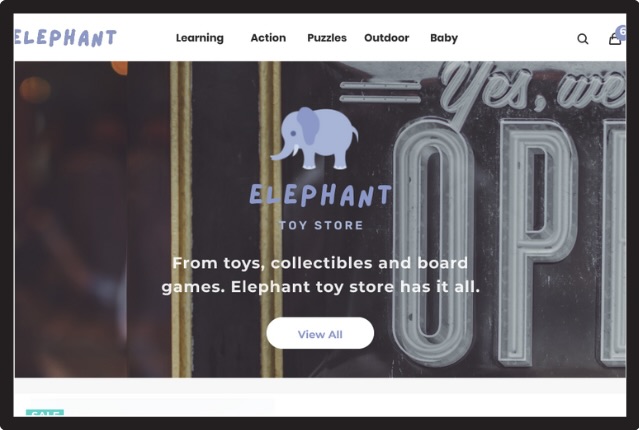 ELEPHANT
Learning Action Puzzles Outdoor Baby
6
Yes, we
ELEPHANT
TOY STORE
From toys, collectibles and board
games. Elephant toy store has it all.
View All
SALE